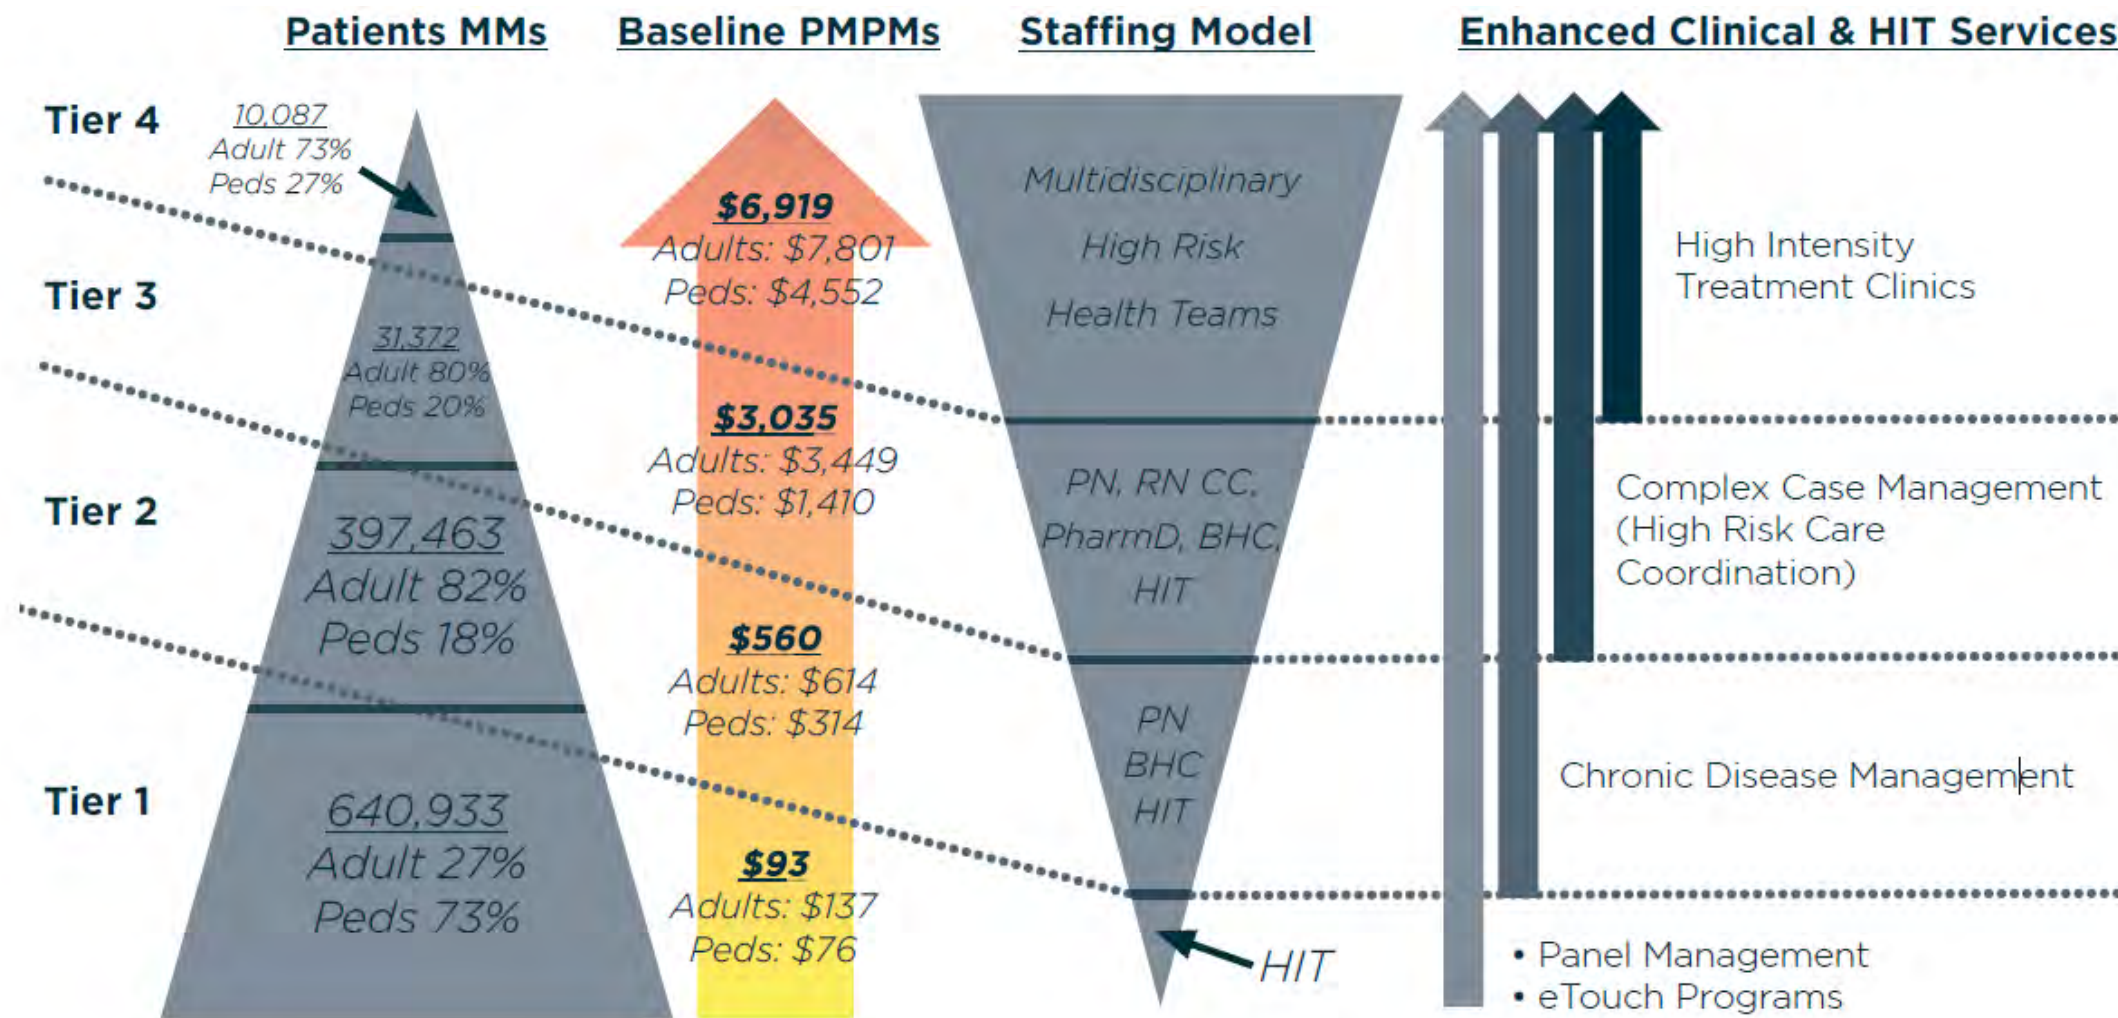 Patients MMs
Baseline PMPMs
Staffing Model
Enhanced Clinical & HIT Services
Tier 4
10,087
Adult 73%
Peds 27%
$6,919
Adults: $7,801
Peds: $4,552
Multidisciplinary
High Risk
Health Teams
High Intensity
Treatment Clinics
Tier 3
31,372
Adult 80%
Peds 20%
$3,035
Adults: $3,449
Peds: $1,410
PN, RN CC,
PharmD, BHC,
HIT
Complex Case Management
(High Risk Care
Coordination)
Tier 2
397,463
Adult 82%
Peds 18%
$560
Adults: $614
Peds: $314
PN
BHC
HIT
Chronic Disease Management
Tier 1
640,933
Adult 27%
Peds 73%
$93
Adults: $137
Peds: $76
HIT
• Panel Management
• eTouch Programs